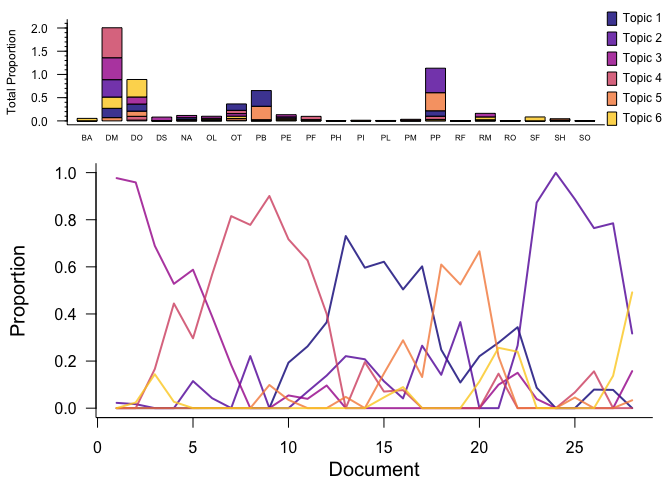 Topic 1
Topic 2
Topic 3
Topic 4
Topic 5
Topic 6
Total Proportion
2.0
1.5
1.0
0.5
0.0
BA DM DO DS NA OL OT PB PE PF PH PI PL PM PP RF RM RO SF SH SO
Proportion
1.0
0.8
0.6
0.4
0.2
0.0
0 5 10 15 20 25
Document